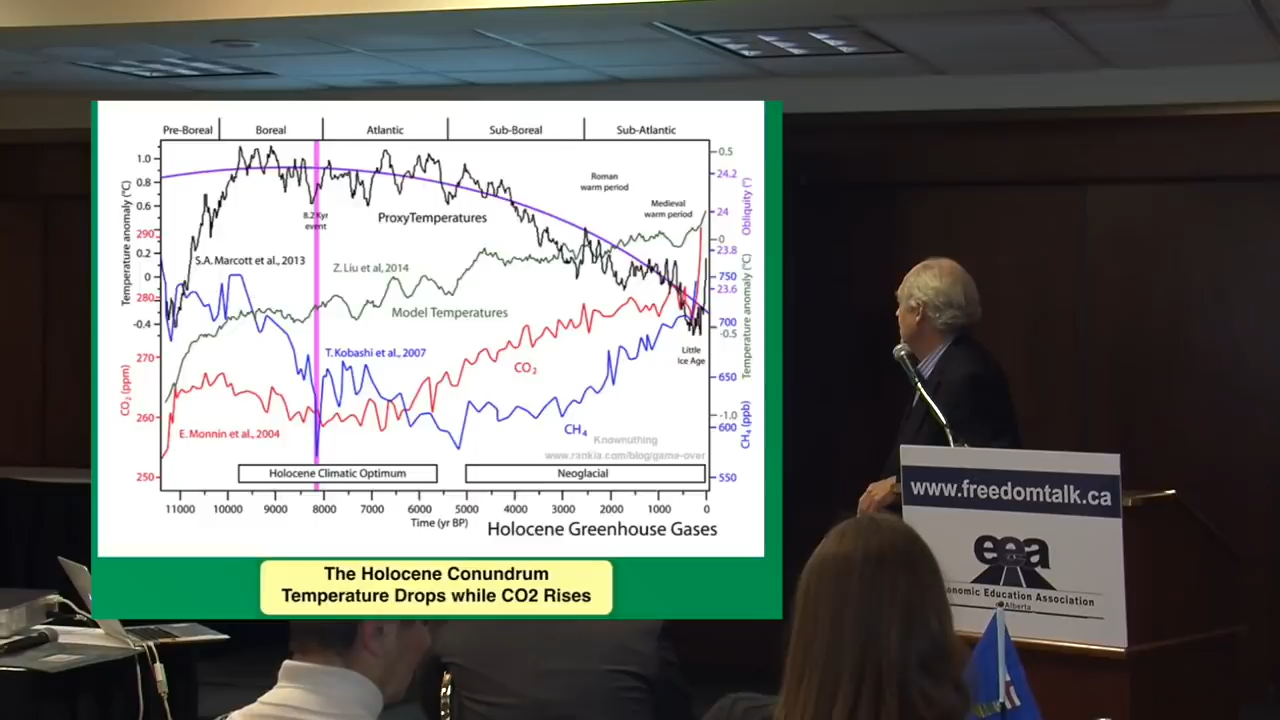 Pre-Boreal
Boreal
Atlantic
Sub-Boreal
Sub-Atlantic
Temperature anomaly (°C)
1.0
0.8
0.6
0.2
0
-0.4
CO2 (ppm)
290
280
270
260
250
0.5
0
-0.5
-1.0
Temperature anomaly (°C)
24.2
24
23.8
23.6
Obliquity (°)
750
700
650
600
550
CH4 (ppb)
Roman
warm period
Medieval
warm period
8.2 Kyr
event
ProxyTemperatures
S.A. Marcott et al., 2013
Z. Liu et al, 2014
Model Temperatures
T. Kobashi et al., 2007
Little
Ice Age
CO2
E. Monnin et al., 2004
CH4
Knownuthing
www.rankia.com/blog/game-over
Holocene Climatic Optimum
Neoglacial
11000 10000 9000 8000 7000 6000 5000 4000 3000 2000 1000 0
Time (yr BP)
Holocene Greenhouse Gases
The Holocene Conundrum
Temperature Drops while CO2 Rises
www.freedomtalk.ca
eea
Education Association
of Alberta